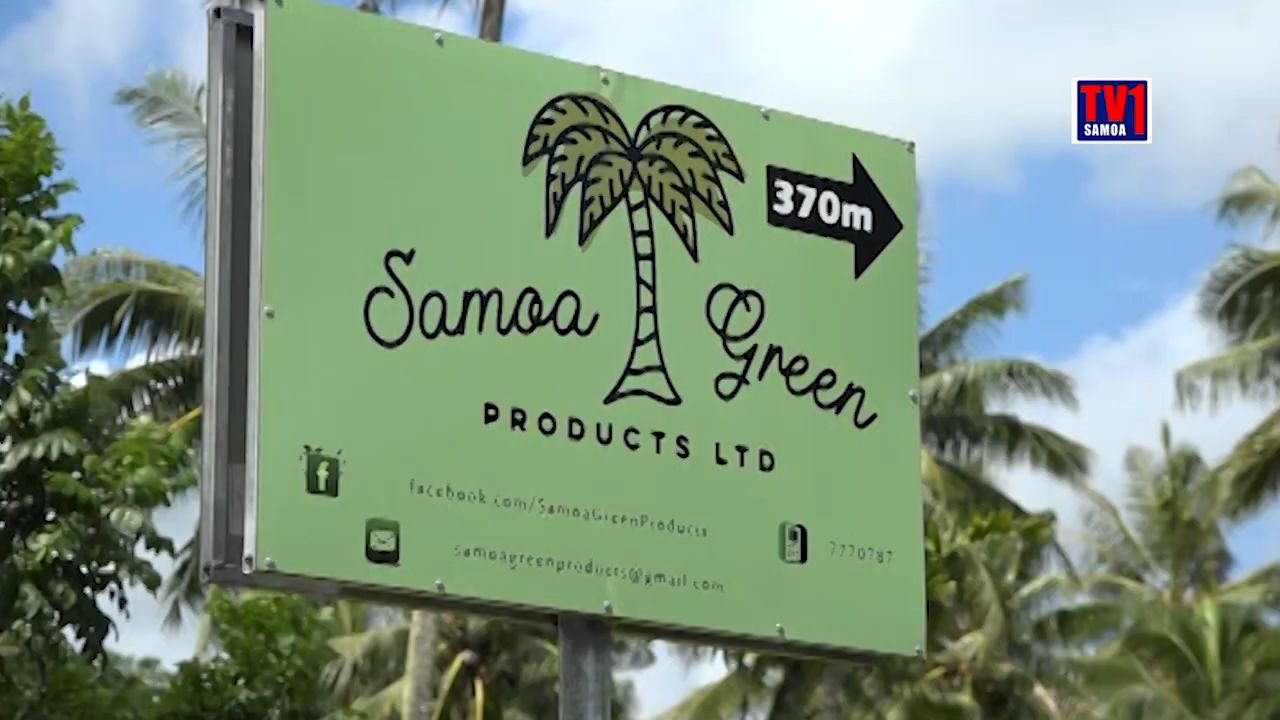 TV1
SAMOA
370m
Samoa Green
PRODUCTS LTD
facebook.com/SamoaGreenProducts
samoagreenproducts@gmail.com
7770787